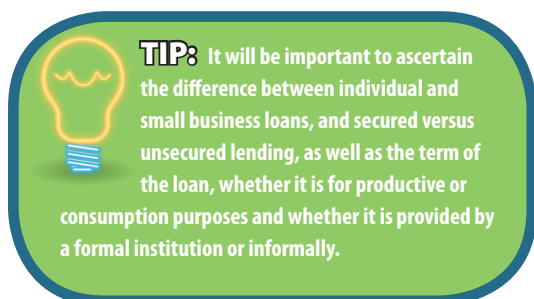 TIP: It will be important to ascertain
the difference between individual and
small business loans, and secured versus
unsecured lending, as well as the term of
the loan, whether it is for productive or
consumption purposes and whether it is provided by
a formal institution or informally.